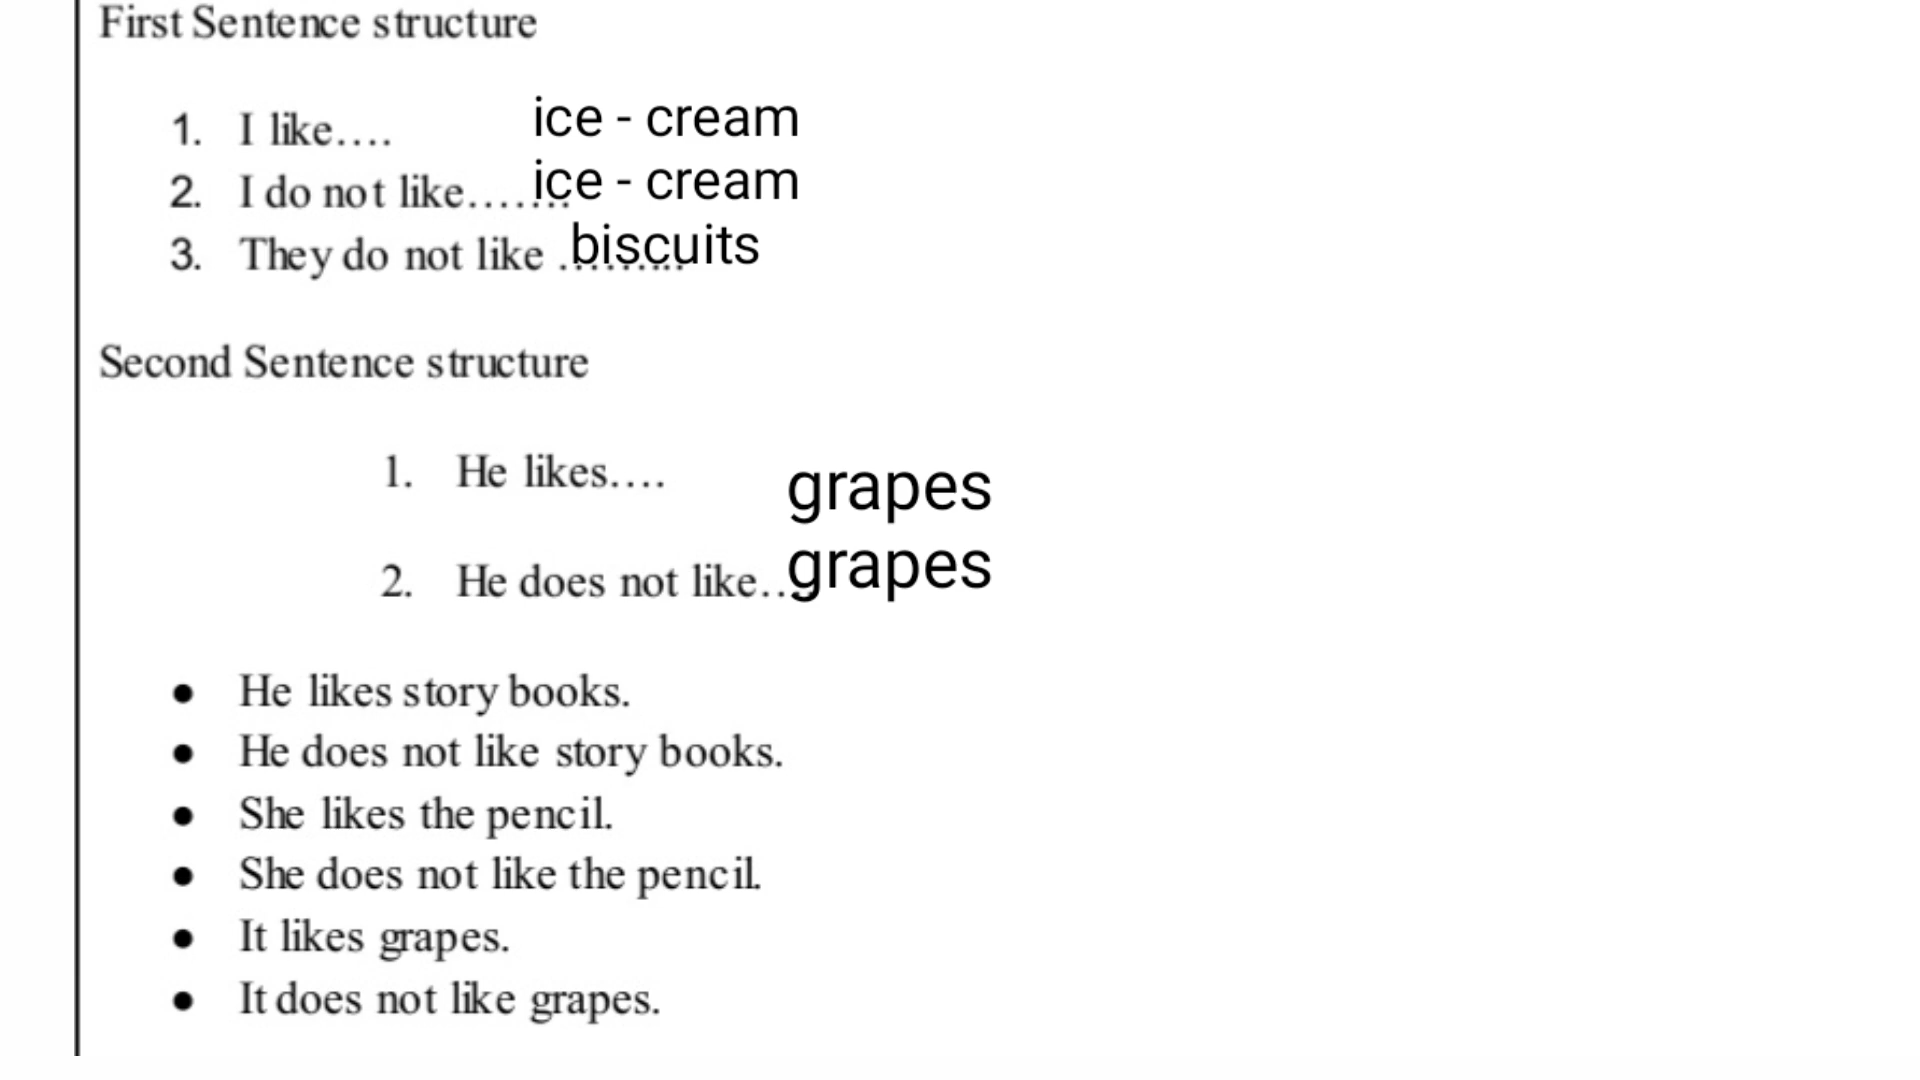 First Sentence structure
1. I like.... ice - cream
2. I do not like....... ice - cream
3. They do not like ......... biscuits
Second Sentence structure
1. He likes.... grapes
2. He does not like.. grapes
● He likes story books.
● He does not like story books.
● She likes the pencil.
● She does not like the pencil.
● It likes grapes.
● It does not like grapes.